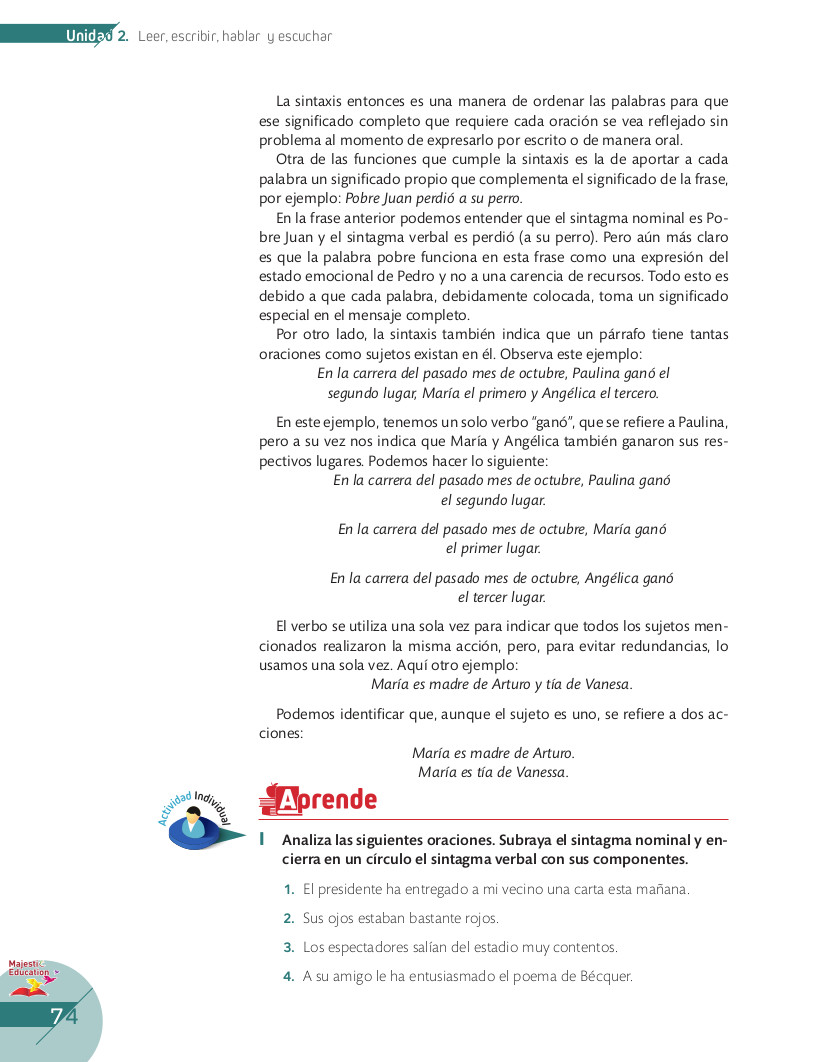 Unidad 2. Leer, escribir, hablar y escuchar
La sintaxis entonces es una manera de ordenar las palabras para que
ese significado completo que requiere cada oración se vea reflejado sin
problema al momento de expresarlo por escrito o de manera oral.
Otra de las funciones que cumple la sintaxis es la de aportar a cada
palabra un significado propio que complementa el significado de la frase,
por ejemplo: Pobre Juan perdió a su perro.
En la frase anterior podemos entender que el sintagma nominal es Po-
bre Juan y el sintagma verbal es perdió (a su perro). Pero aún más claro
es que la palabra pobre funciona en esta frase como una expresión del
estado emocional de Pedro y no a una carencia de recursos. Todo esto es
debido a que cada palabra, debidamente colocada, toma un significado
especial en el mensaje completo.
Por otro lado, la sintaxis también indica que un párrafo tiene tantas
oraciones como sujetos existan en él. Observa este ejemplo:
En la carrera del pasado mes de octubre, Paulina ganó el
segundo lugar, María el primero y Angélica el tercero.
En este ejemplo, tenemos un solo verbo “ganó”, que se refiere a Paulina,
pero a su vez nos indica que María y Angélica también ganaron sus res-
pectivos lugares. Podemos hacer lo siguiente:
En la carrera del pasado mes de octubre, Paulina ganó
el segundo lugar.
En la carrera del pasado mes de octubre, María ganó
el primer lugar.
En la carrera del pasado mes de octubre, Angélica ganó
el tercer lugar.
El verbo se utiliza una sola vez para indicar que todos los sujetos men-
cionados realizaron la misma acción, pero, para evitar redundancias, lo
usamos una sola vez. Aquí otro ejemplo:
María es madre de Arturo y tía de Vanesa.
Podemos identificar que, aunque el sujeto es uno, se refiere a dos ac-
ciones:
María es madre de Arturo.
María es tía de Vanessa.
Actividad Individual
Aprende
I Analiza las siguientes oraciones. Subraya el sintagma nominal y en-
cierra en un círculo el sintagma verbal con sus componentes.
1. El presidente ha entregado a mi vecino una carta esta mañana.
2. Sus ojos estaban bastante rojos.
3. Los espectadores salían del estadio muy contentos.
4. A su amigo le ha entusiasmado el poema de Bécquer.
Majestic
Education
74